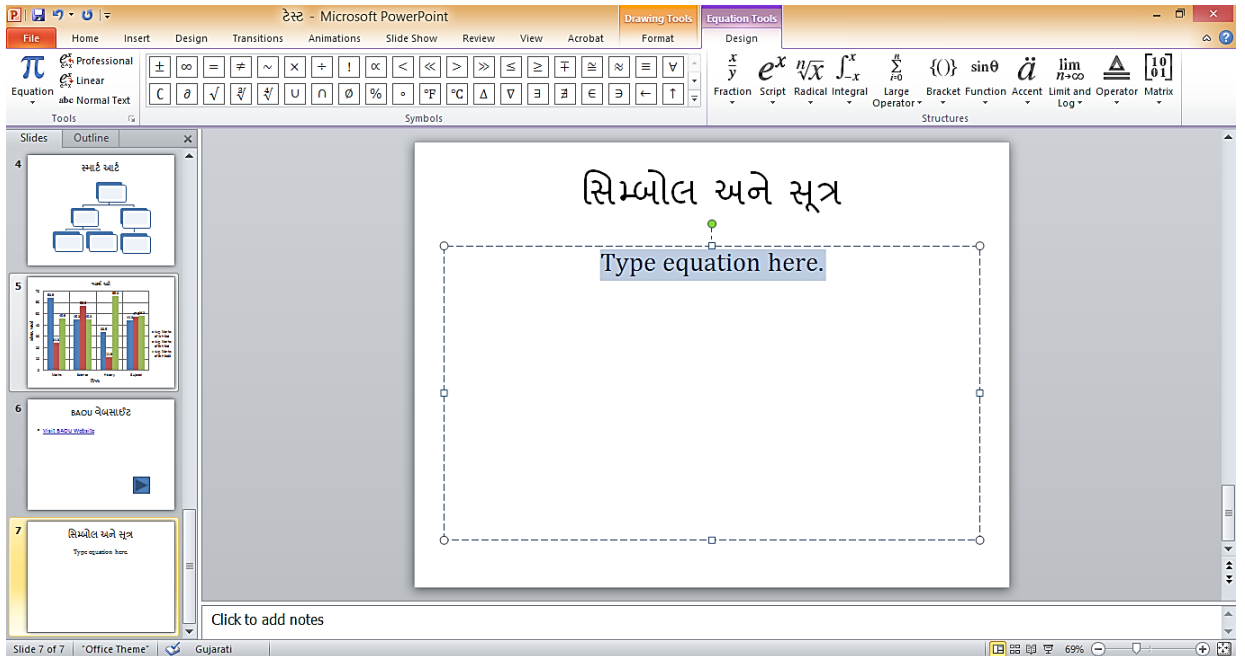 ટેસ્ટ - Microsoft PowerPoint
Drawing Tools
Equation Tools
File Home Insert Design Transitions Animations Slide Show Review View Acrobat Format Design
π Equation
Professional
Linear
abc Normal Text
Tools
± ∞ = ≠ ~ × ÷ ! ∝ < ≪ > ≫ ≤ ≥ ∓ ≅ ≈ ≡ ∀
∁ ∂ √ ∛ ∜ ∪ ∩ ∅ % ° °F °C ∆ ∇ ∃ ∄ ∈ ∋ ← ↑
Symbols
Fraction Script Radical Integral Large Operator Bracket Function Accent Limit and Log Operator Matrix
Structures
Slides Outline
4
સ્માર્ટ આર્ટ
5
6
BAOU વેબસાઈટ
• Visit BAOU Website
7
સિમ્બોલ અને સૂત્ર
Type equation here.
સિમ્બોલ અને સૂત્ર
Type equation here.
Click to add notes
Slide 7 of 7 "Office Theme" Gujarati 69%